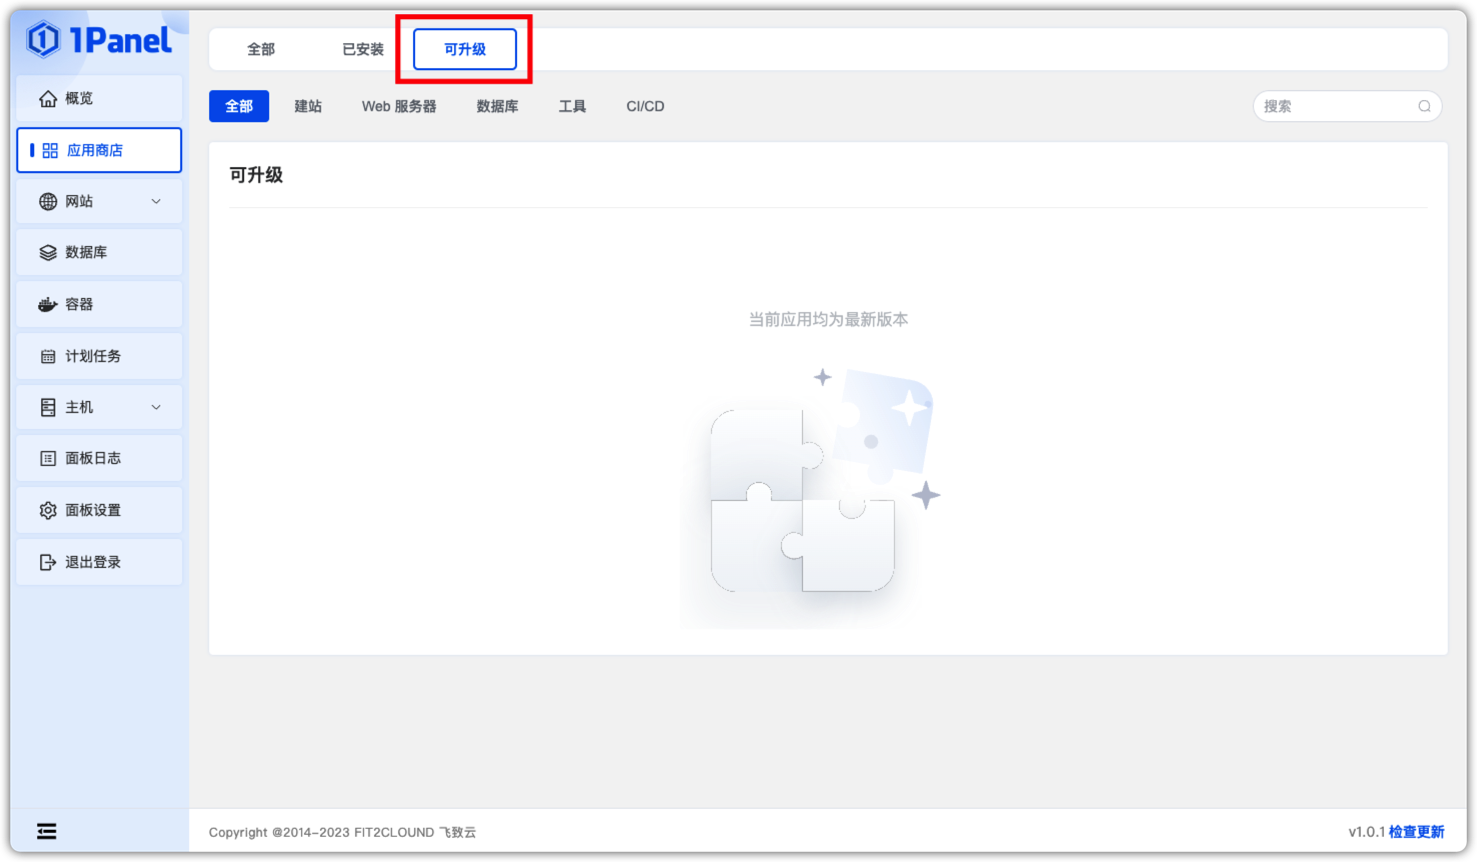 1Panel
全部 已安装 可升级
概览
全部 建站 Web 服务器 数据库 工具 CI/CD 搜索
应用商店
可升级
网站
数据库
容器
当前应用均为最新版本
计划任务
主机
面板日志
面板设置
退出登录
Copyright @2014-2023 FIT2CLOUND 飞致云 v1.0.1 检查更新